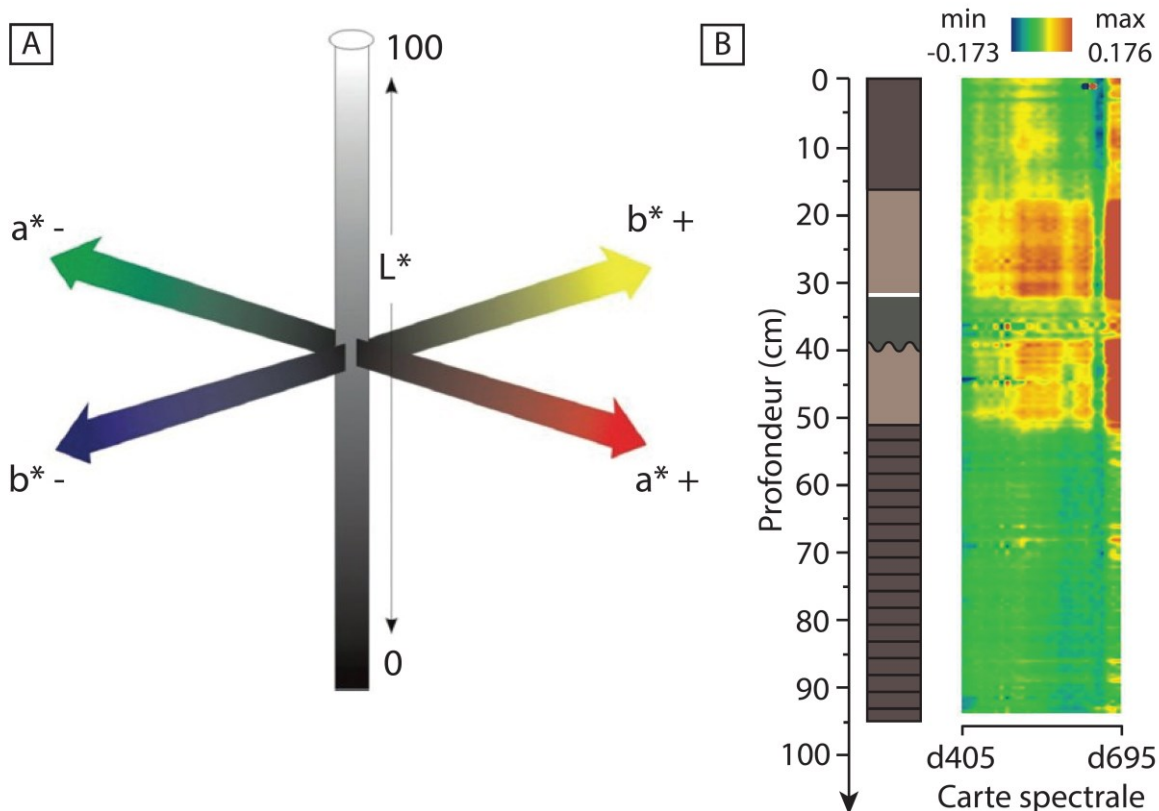 A
100
a* -
b* +
L*
b* -
a* +
0
B
min
max
-0.173
0.176
0
10
20
30
40
50
60
70
80
90
100
Profondeur (cm)
d405
d695
Carte spectrale